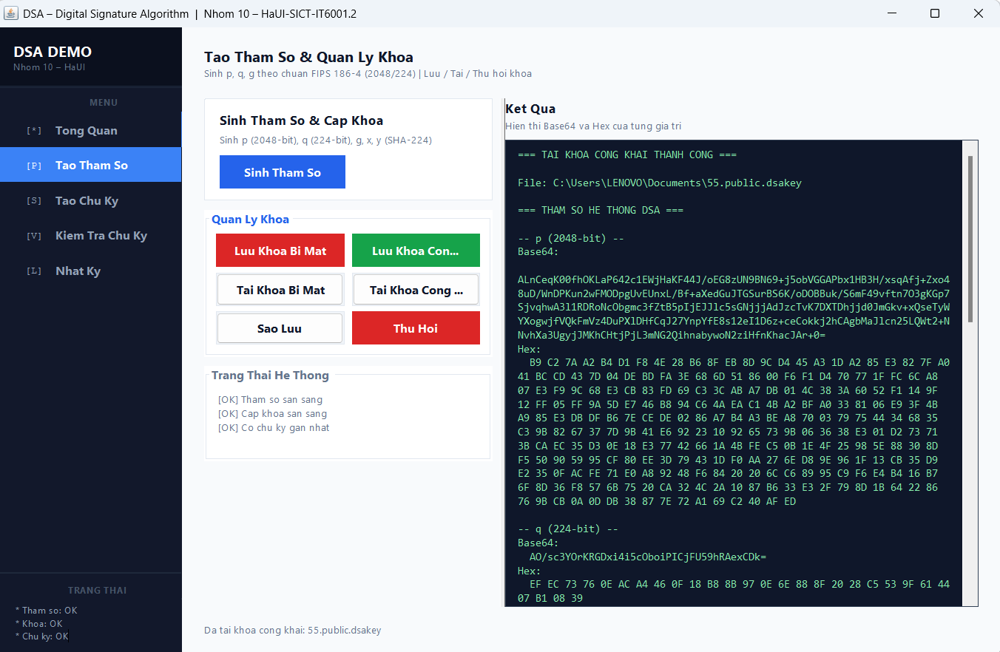 DSA – Digital Signature Algorithm | Nhom 10 – HaUI-SICT-IT6001.2
DSA DEMO
Nhom 10 – HaUI
MENU
[*] Tong Quan
[P] Tao Tham So
[S] Tao Chu Ky
[V] Kiem Tra Chu Ky
[L] Nhat Ky
TRANG THAI
* Tham so: OK
* Khoa: OK
* Chu ky: OK
Tao Tham So & Quan Ly Khoa
Sinh p, q, g theo chuan FIPS 186-4 (2048/224) | Luu / Tai / Thu hoi khoa
Sinh Tham So & Cap Khoa
Sinh p (2048-bit), q (224-bit), g, x, y (SHA-224)
Sinh Tham So
Quan Ly Khoa
Luu Khoa Bi Mat
Luu Khoa Con...
Tai Khoa Bi Mat
Tai Khoa Cong ...
Sao Luu
Thu Hoi
Trang Thai He Thong
[OK] Tham so san sang
[OK] Cap khoa san sang
[OK] Co chu ky gan nhat
Ket Qua
Hien thi Base64 va Hex cua tung gia tri
=== TAI KHOA CONG KHAI THANH CONG ===
File: C:\Users\LENOVO\Documents\55.public.dsakey
=== THAM SO HE THONG DSA ===
-- p (2048-bit) --
Base64:
ALnCeqK00fhOKLaP642c1EWjHaKF44J/oEG8zUN9BN69+j5obVGGAPbx1HB3H/xsqAfj+Zxo4
8uD/WnDPKun2wFMODpgUvEUnxL/Bf+aXedGuJTGSurBS6K/oDOBBuk/S6mF49vftn7O3gKGp7
SjvqhwA3l1RDRoNcObgmc3fZtB5pIjEJJlc5sGNjjjAdJzcTvK7DXTDhjjd0JmGkv+xQseTyW
YXogwjfVQkFmVz4DuPXlDHfCqJ27YnpYfE8s12eI1D6z+ceCokkj2hCAgbMaJlcn25LQWt2+N
NvhXa3UgyjJMKhCHtjPjL3mNG2QihnabywoN2ziHfnKhacJAr+0=
Hex:
B9 C2 7A A2 B4 D1 F8 4E 28 B6 8F EB 8D 9C D4 45 A3 1D A2 85 E3 82 7F A0
41 BC CD 43 7D 04 DE BD FA 3E 68 6D 51 86 00 F6 F1 D4 70 77 1F FC 6C A8
07 E3 F9 9C 68 E3 CB 83 FD 69 C3 3C AB A7 DB 01 4C 38 3A 60 52 F1 14 9F
12 FF 05 FF 9A 5D E7 46 B8 94 C6 4A EA C1 4B A2 BF A0 33 81 06 E9 3F 4B
A9 85 E3 DB DF B6 7E CE DE 02 86 A7 B4 A3 BE A8 70 03 79 75 44 34 68 35
C3 9B 82 67 37 7D 9B 41 E6 92 23 10 92 65 73 9B 06 36 38 E3 01 D2 73 71
3B CA EC 35 D3 0E 18 E3 77 42 66 1A 4B FE C5 0B 1E 4F 25 98 5E 88 30 8D
F5 50 90 59 95 CF 80 EE 3D 79 43 1D F0 AA 27 6E D8 9E 96 1F 13 CB 35 D9
E2 35 0F AC FE 71 E0 A8 92 48 F6 84 20 20 6C C6 89 95 C9 F6 E4 B4 16 B7
6F 8D 36 F8 57 6B 75 20 CA 32 4C 2A 10 87 B6 33 E3 2F 79 8D 1B 64 22 86
76 9B CB 0A 0D DB 38 87 7E 72 A1 69 C2 40 AF ED
-- q (224-bit) --
Base64:
AO/sc3YOrKRGDxi4i5cOboiPICjFU59hRAexCDk=
Hex:
EF EC 73 76 0E AC A4 46 0F 18 B8 8B 97 0E 6E 88 8F 20 28 C5 53 9F 61 44
07 B1 08 39
Da tai khoa cong khai: 55.public.dsakey